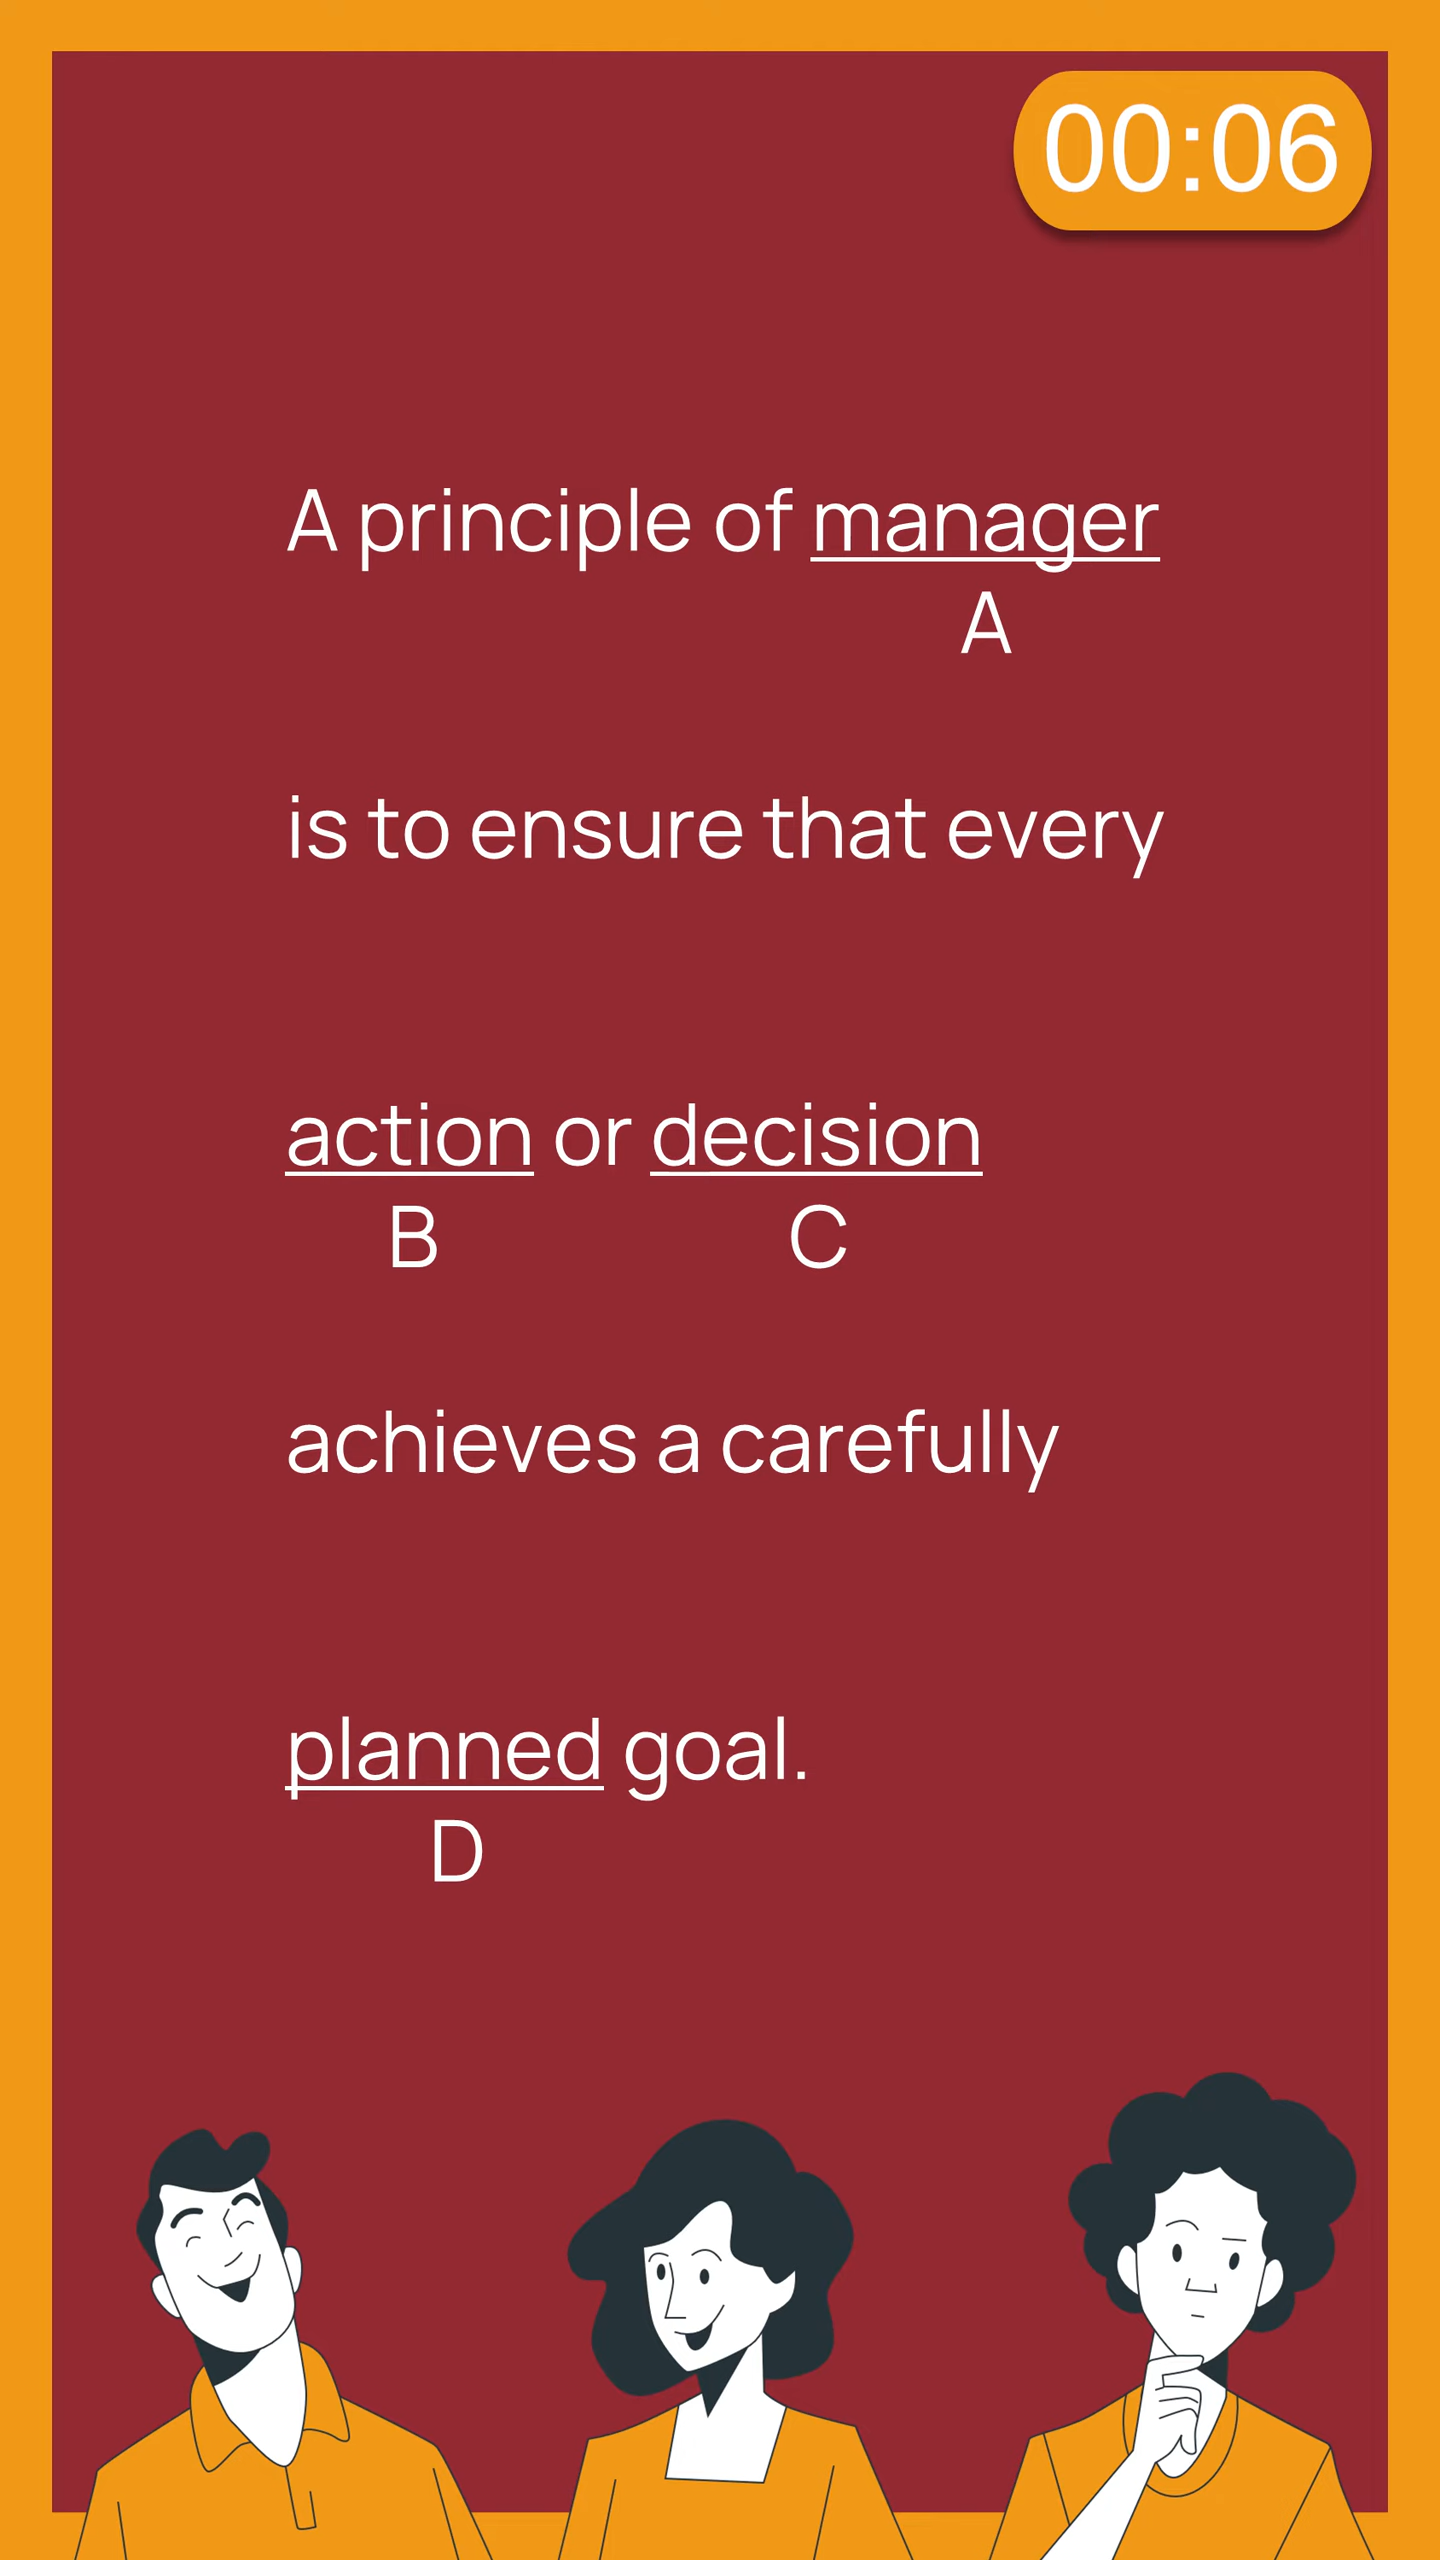 00:06
A principle of manager
A
is to ensure that every
action or decision
B C
achieves a carefully
planned goal.
D